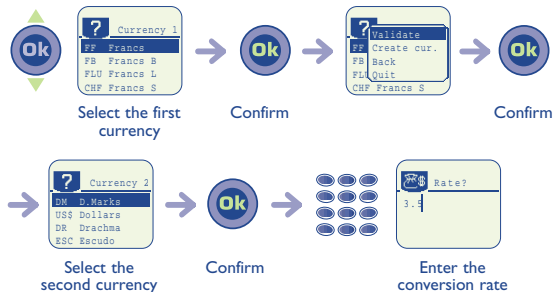 ? Currency 1
Ok
FF Francs
FB Francs B
FLU Francs L
CHF Francs S
Ok
?
FF
FB
FLU
CHF Francs S
Validate
Create cur.
Back
Quit
Ok
Select the first
currency
Confirm
Confirm
? Currency 2
DM D.Marks
US$ Dollars
DR Drachma
ESC Escudo
Ok
$ Rate?
3.5
Select the
second currency
Confirm
Enter the
conversion rate